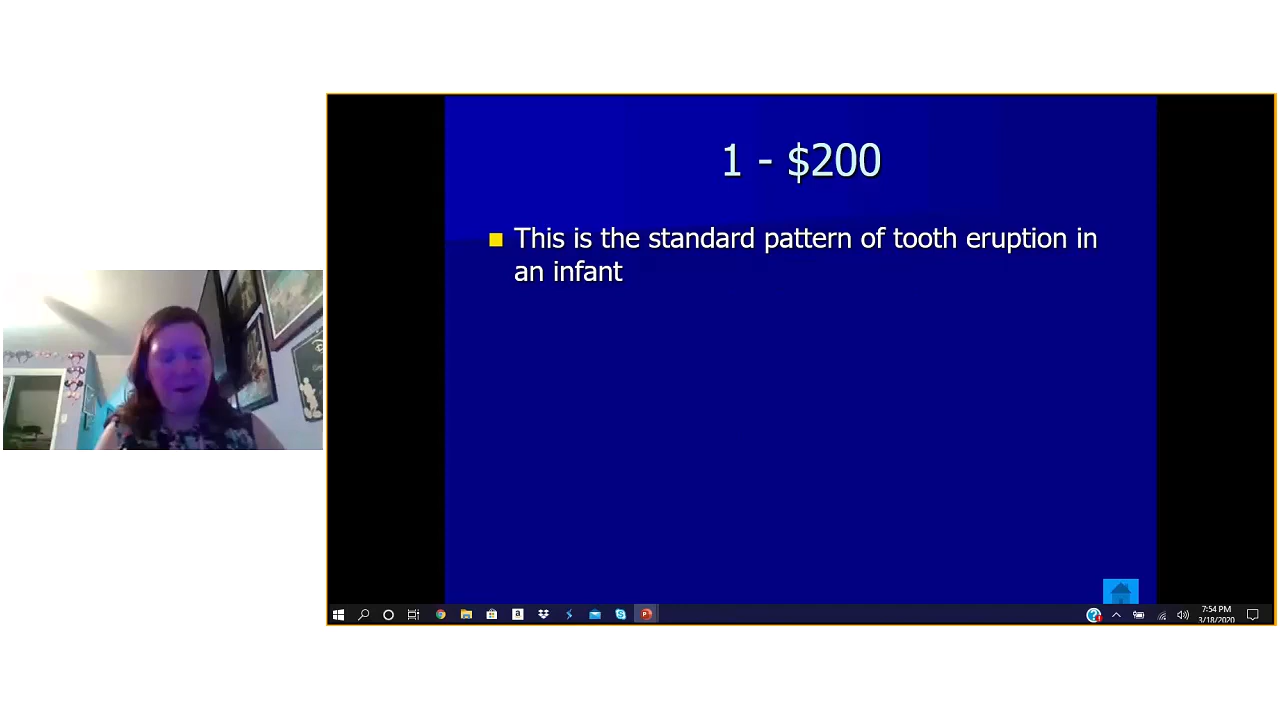 1 - $200
This is the standard pattern of tooth eruption in
an infant
7:54 PM
3/18/2020